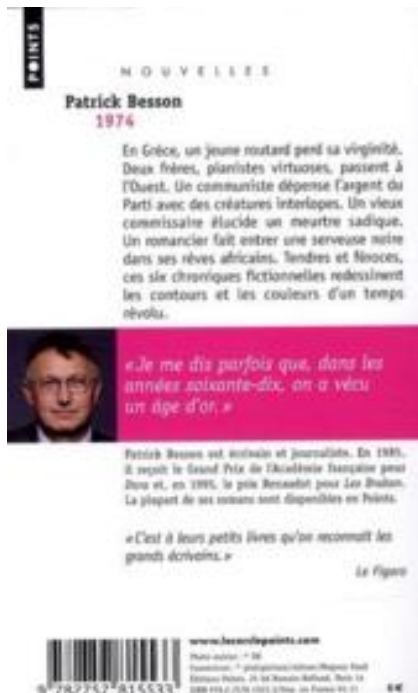 POINTS
NOUVELLES
Patrick Besson
1974
En Grèce, un jeune routard perd sa virginité.
Deux frères, pianistes virtuoses, passent à
l'Ouest. Un communiste dépense l'argent du
Parti avec des créatures interlopes. Un vieux
commissaire élucide un meurtre sadique.
Un romancier fait entrer une serveuse noire
dans ses rêves africains. Tendres et féroces,
ces six chroniques fictionnelles redessinent
les contours et les couleurs d'un temps
révolu.
« Je me dis parfois que, dans les
années soixante-dix, on a vécu
un âge d'or. »
Patrick Besson est écrivain et journaliste. En 1985,
il reçoit le Grand Prix de l'Académie française pour
Dara et, en 1995, le prix Renaudot pour Les Braban.
La plupart de ses romans sont disponibles en Points.
« C'est à leurs petits livres qu'on reconnaît les
grands écrivains. »
Le Figaro
www.lecerclepoints.com